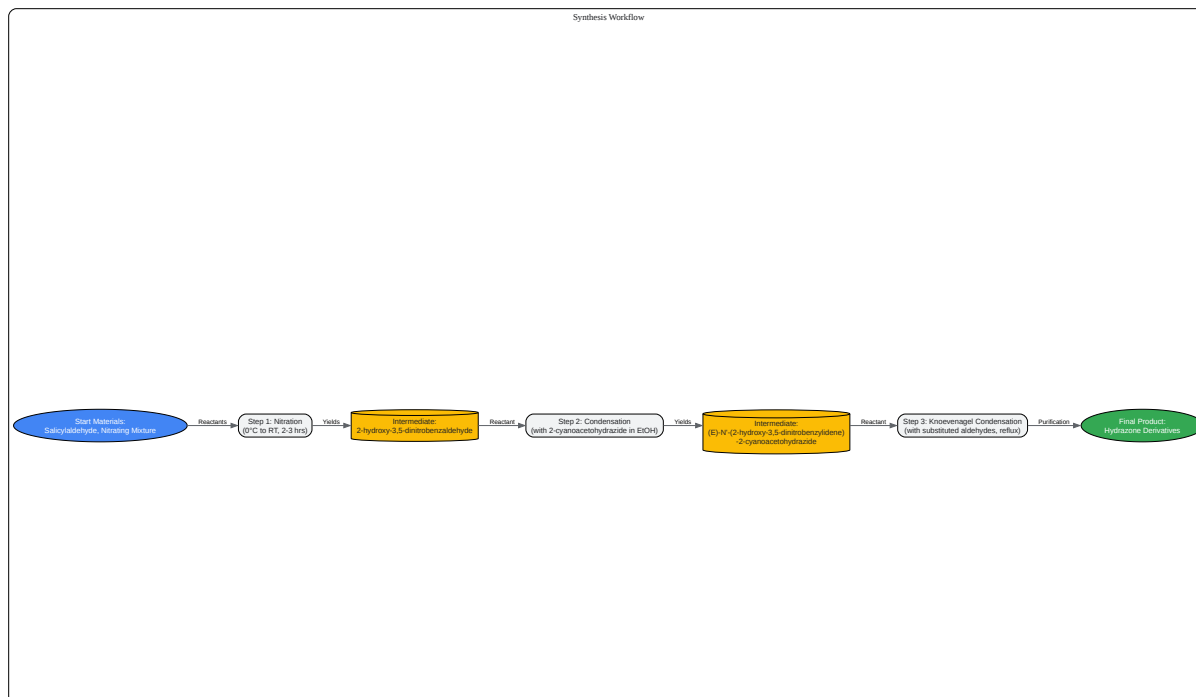 Synthesis Workflow
Start Materials:
Salicylaldehyde, Nitrating Mixture
Reactants
Step 1: Nitration
(0°C to RT, 2-3 hrs)
Yields
Intermediate:
2-hydroxy-3,5-dinitrobenzaldehyde
Reactant
Step 2: Condensation
(with 2-cyanoacetohydrazide in EtOH)
Yields
Intermediate:
(E)-N'-(2-hydroxy-3,5-dinitrobenzylidene)
-2-cyanoacetohydrazide
Reactant
Step 3: Knoevenagel Condensation
(with substituted aldehydes, reflux)
Purification
Final Product:
Hydrazone Derivatives